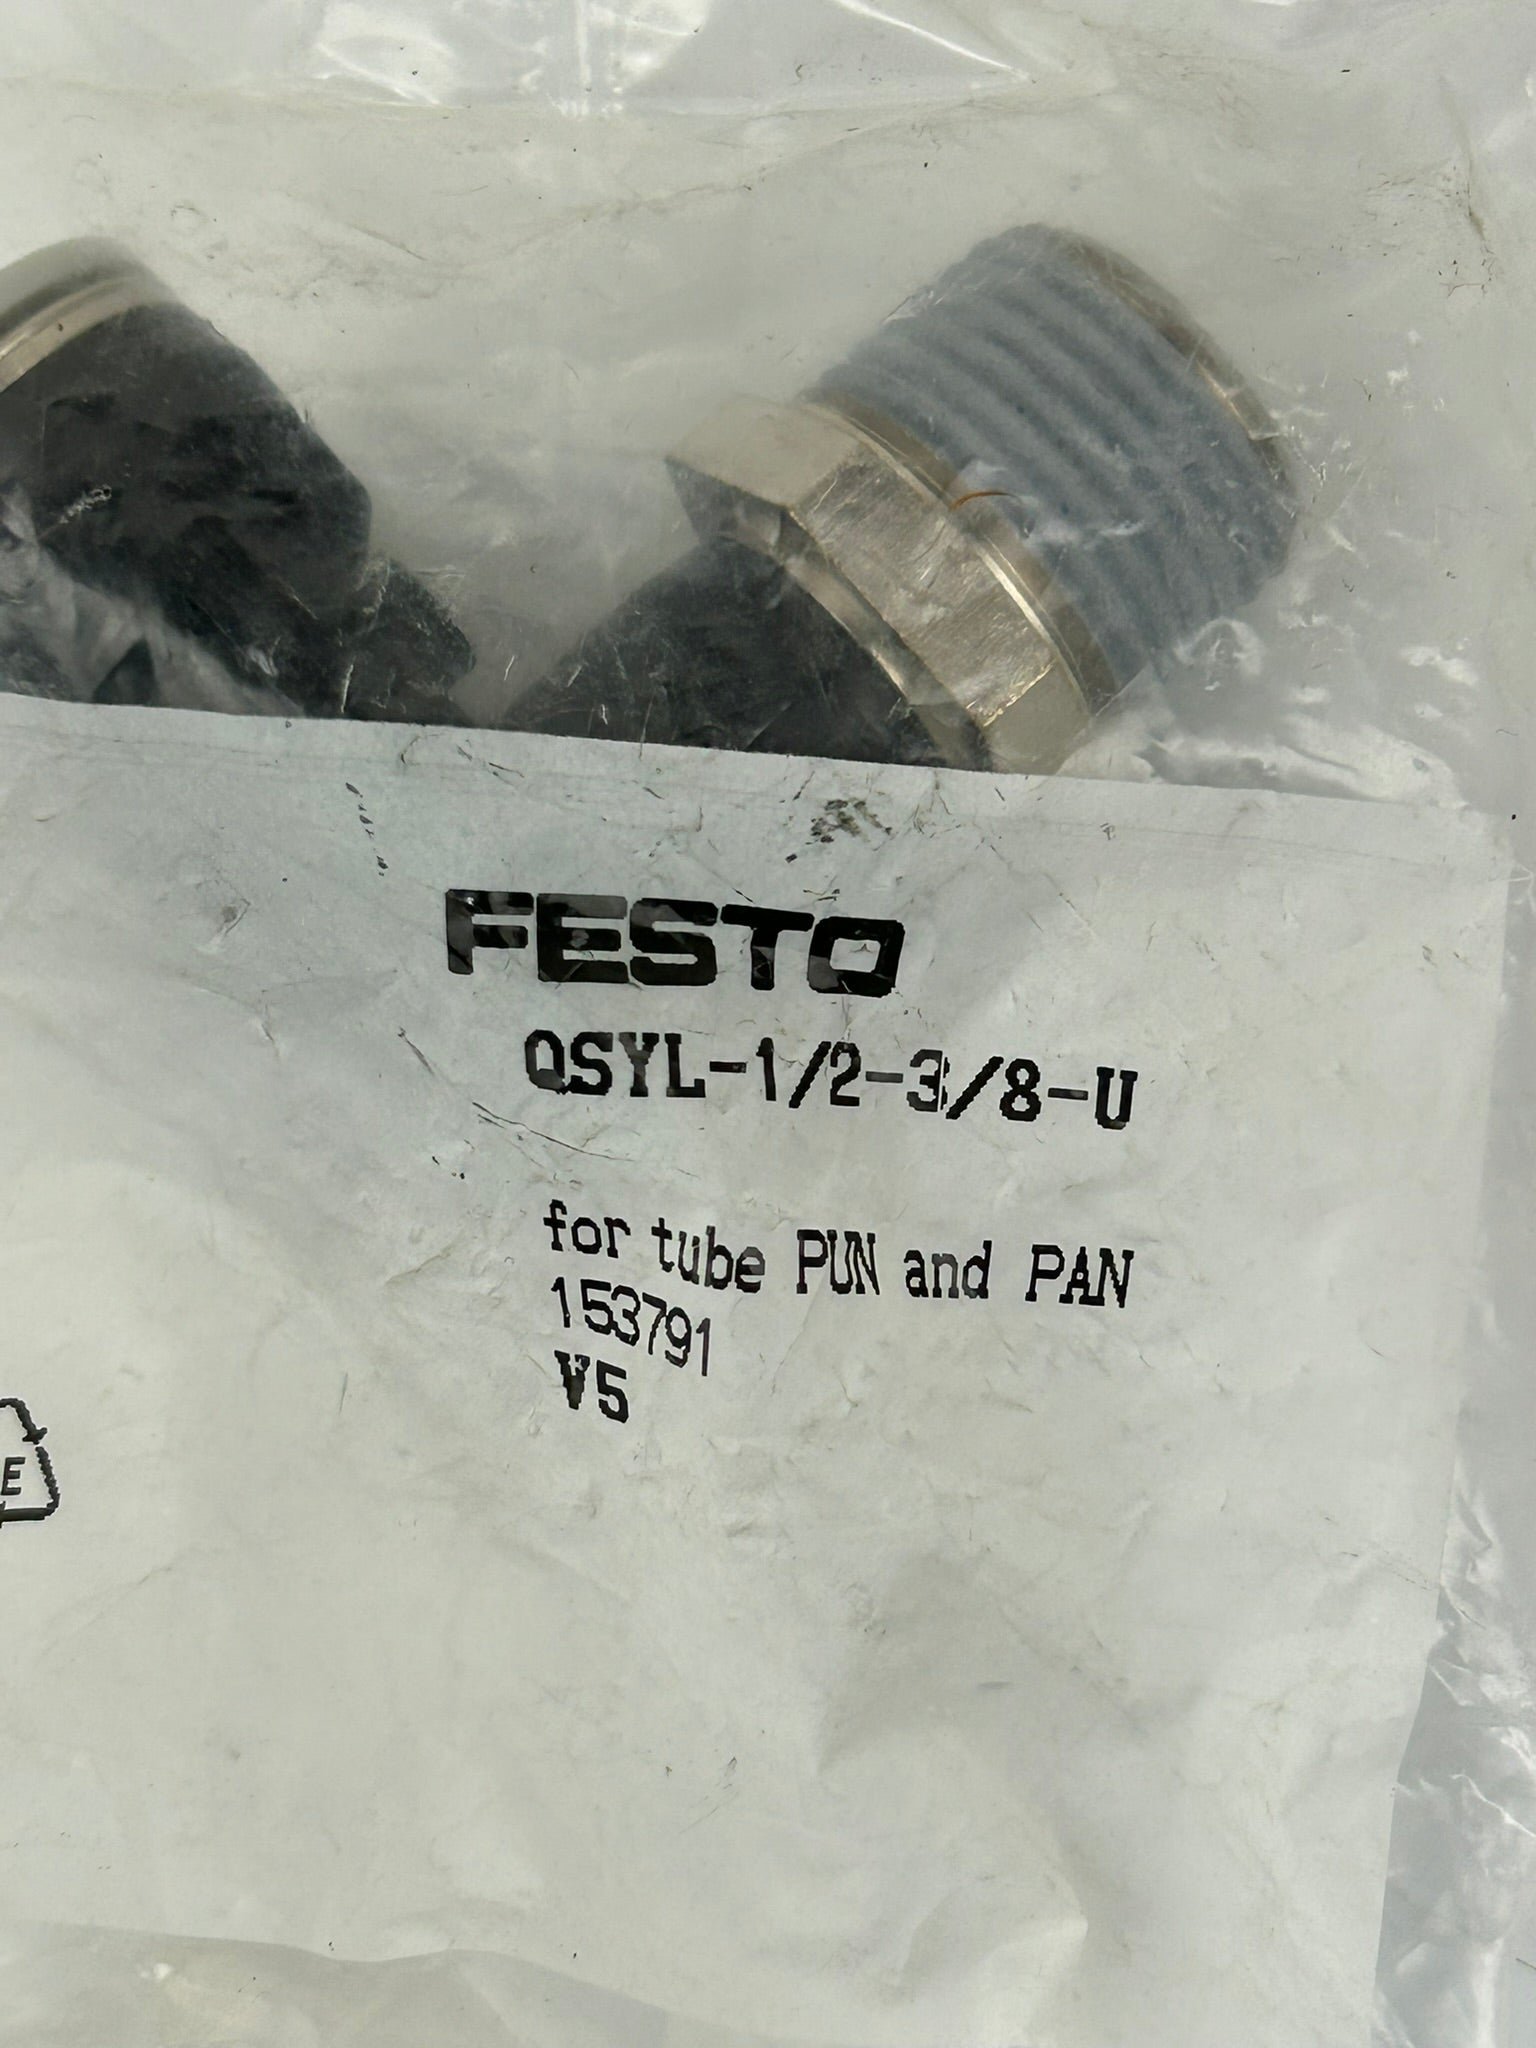 FESTO
QSYL-1/2-3/8-U
for tube PUN and PAN
153791
V5
E